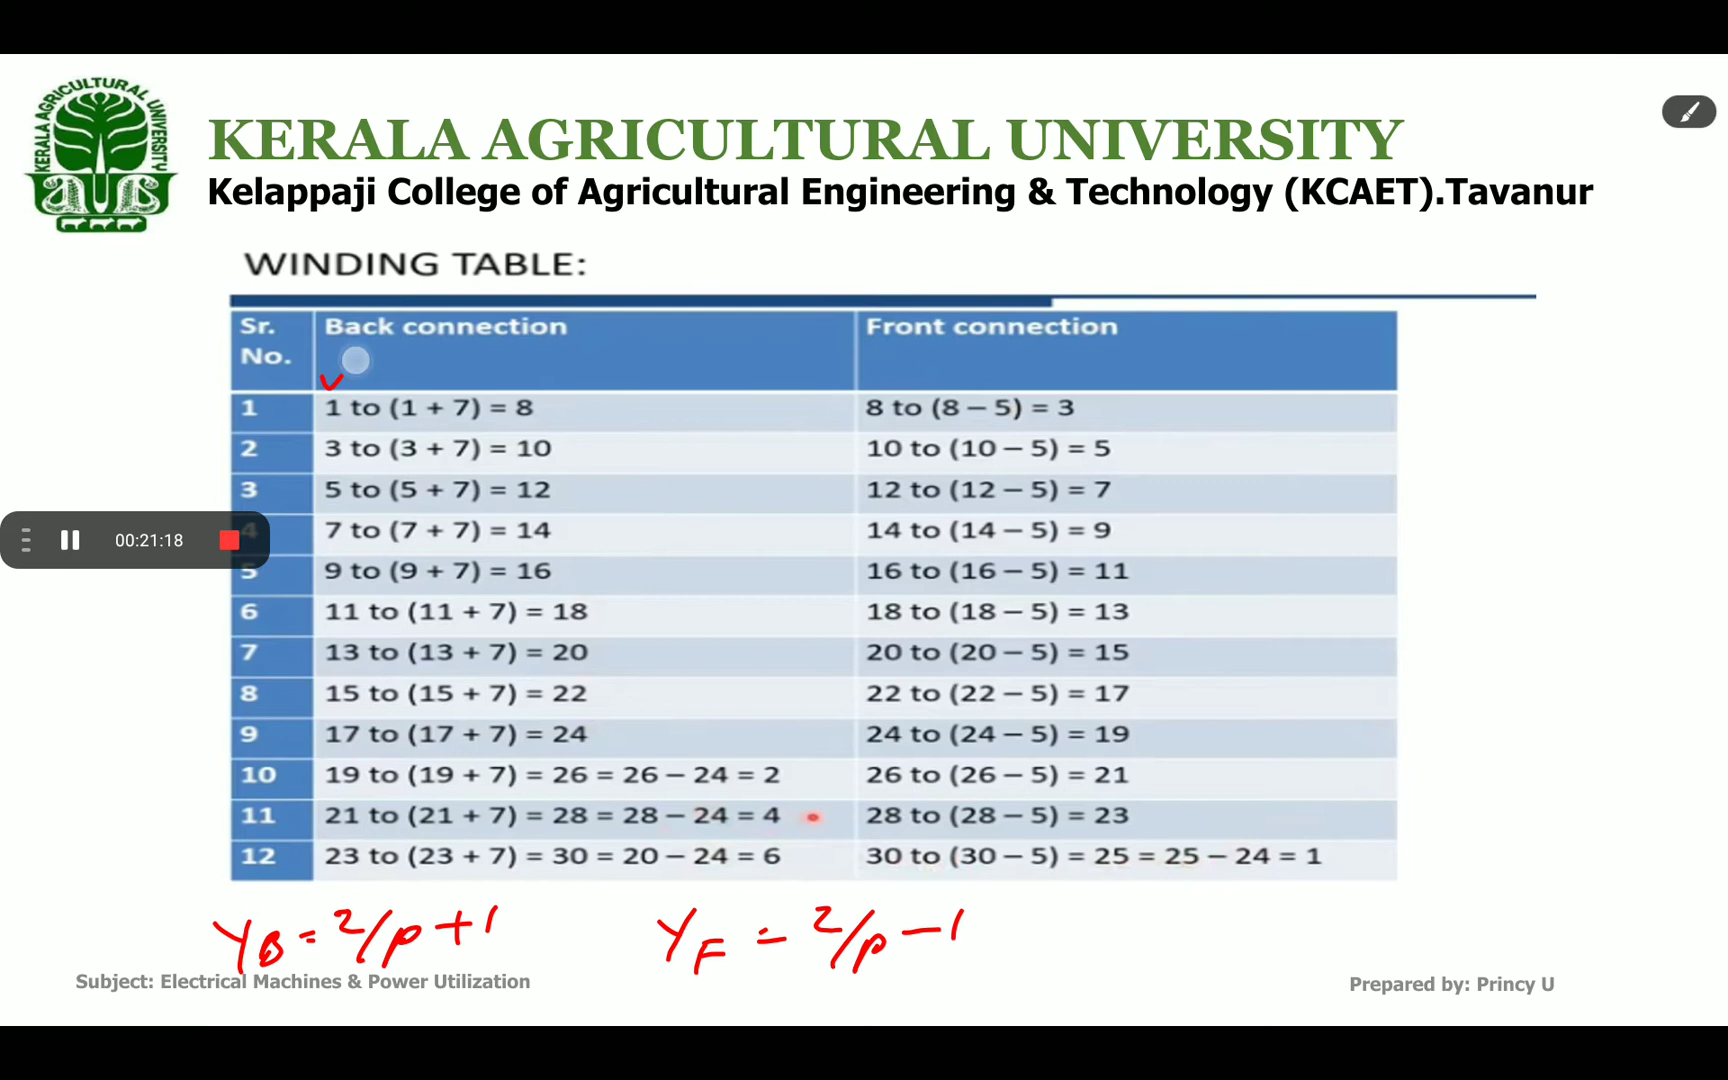 KERALA AGRICULTURAL UNIVERSITY
KERALA AGRICULTURAL UNIVERSITY
Kelappaji College of Agricultural Engineering & Technology (KCAET).Tavanur
WINDING TABLE:
Sr. No. Back connection Front connection
1 1 to (1 + 7) = 8 8 to (8 – 5) = 3
2 3 to (3 + 7) = 10 10 to (10 – 5) = 5
3 5 to (5 + 7) = 12 12 to (12 – 5) = 7
4 7 to (7 + 7) = 14 14 to (14 – 5) = 9
00:21:18
5 9 to (9 + 7) = 16 16 to (16 – 5) = 11
6 11 to (11 + 7) = 18 18 to (18 – 5) = 13
7 13 to (13 + 7) = 20 20 to (20 – 5) = 15
8 15 to (15 + 7) = 22 22 to (22 – 5) = 17
9 17 to (17 + 7) = 24 24 to (24 – 5) = 19
10 19 to (19 + 7) = 26 = 26 – 24 = 2 26 to (26 – 5) = 21
11 21 to (21 + 7) = 28 = 28 – 24 = 4 28 to (28 – 5) = 23
12 23 to (23 + 7) = 30 = 20 – 24 = 6 30 to (30 – 5) = 25 = 25 – 24 = 1
YB = 2/p + 1 YF = 2/p – 1
Subject: Electrical Machines & Power Utilization
Prepared by: Princy U